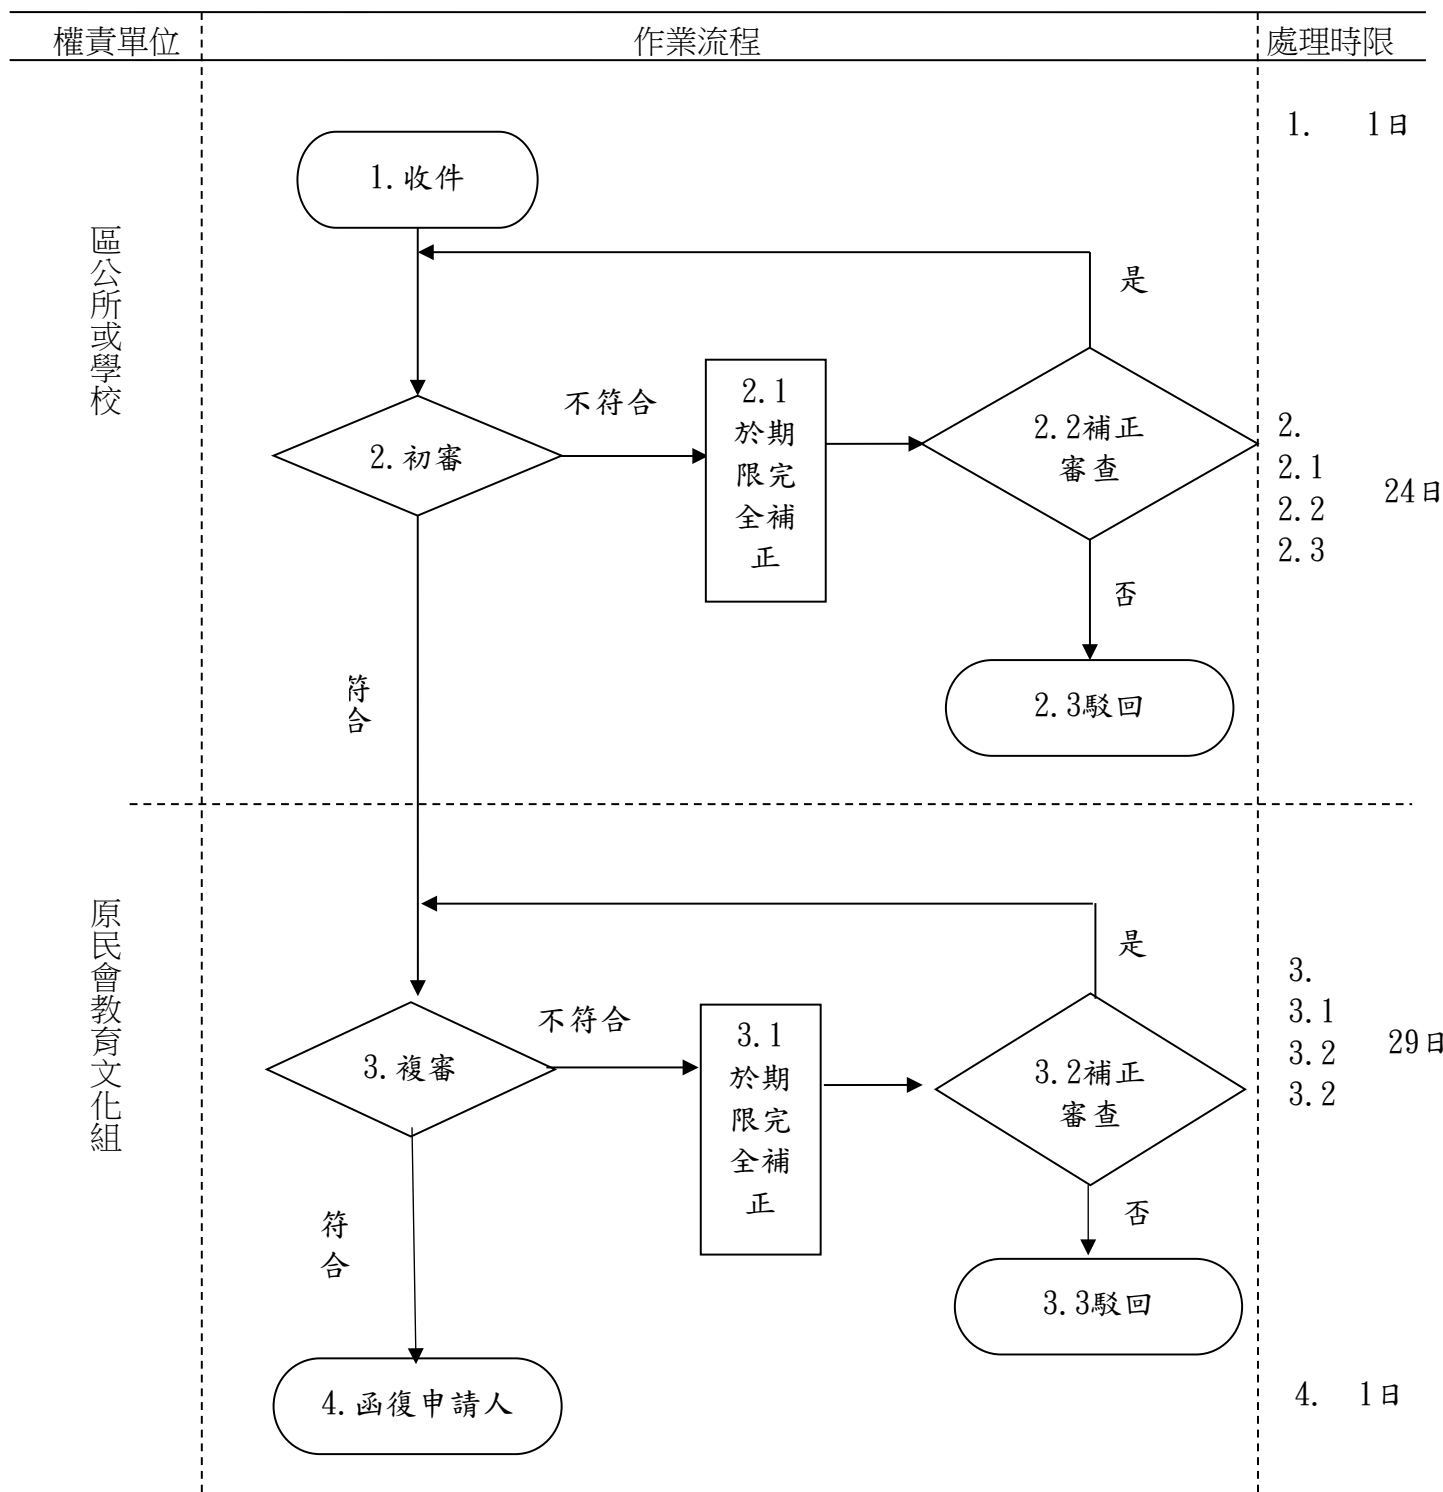 權責單位
作業流程
處理時限
1. 1日
1.收件
區公所或學校
是
不符合
2.1
於期
限完
全補
正
2.初審
2.2補正
審查
2.
2.1
2.2
2.3
24日
否
符
合
2.3駁回
原民會教育文化組
是
不符合
3.1
於期
限完
全補
正
3.複審
3.2補正
審查
3.
3.1
3.2
3.2
29日
符
合
否
3.3駁回
4.函復申請人
4. 1日